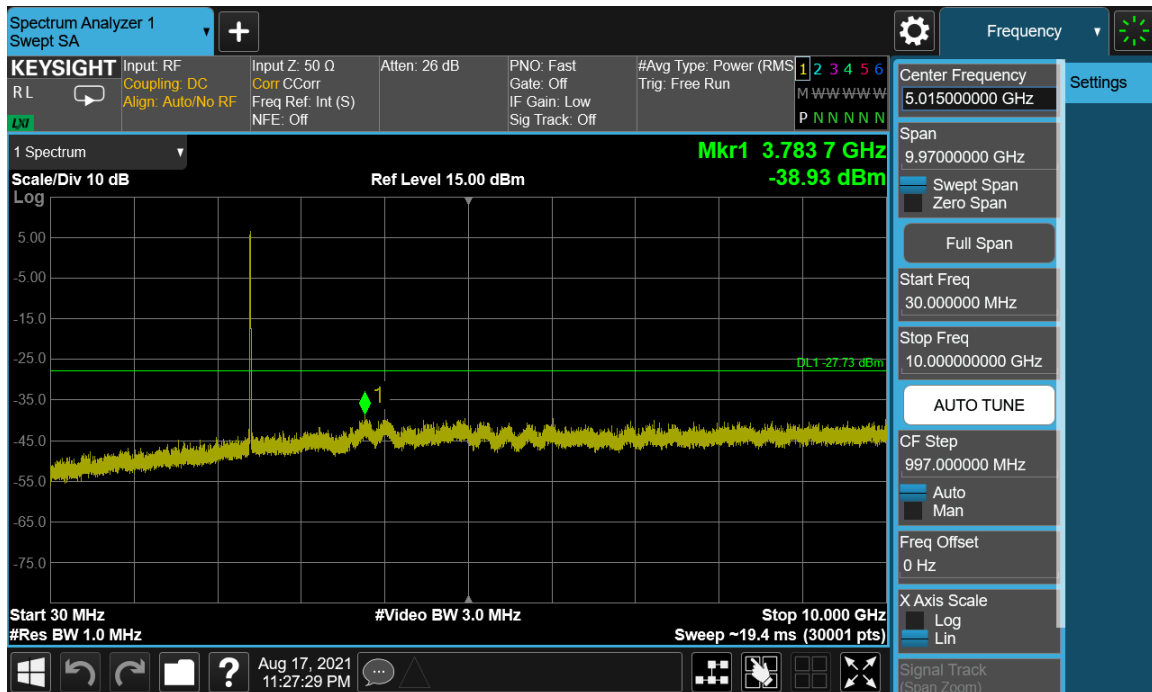 Spectrum Analyzer 1
Swept SA
+
Frequency
KEYSIGHT
R L
LXI
Input: RF
Coupling: DC
Align: Auto/No RF
Input Z: 50 Ω
Corr CCorr
Freq Ref: Int (S)
NFE: Off
Atten: 26 dB
PNO: Fast
Gate: Off
IF Gain: Low
Sig Track: Off
#Avg Type: Power (RMS
Trig: Free Run
1 2 3 4 5 6
M W W W W W
P N N N N N
1 Spectrum
Scale/Div 10 dB
Ref Level 15.00 dBm
Mkr1 3.783 7 GHz
-38.93 dBm
Log
5.00
-5.00
-15.0
-25.0
-35.0
-45.0
-55.0
-65.0
-75.0
DL1 -27.73 dBm
1
Start 30 MHz
#Res BW 1.0 MHz
#Video BW 3.0 MHz
Stop 10.000 GHz
Sweep ~19.4 ms (30001 pts)
Center Frequency
5.015000000 GHz
Settings
Span
9.97000000 GHz
Swept Span
Zero Span
Full Span
Start Freq
30.000000 MHz
Stop Freq
10.000000000 GHz
AUTO TUNE
CF Step
997.000000 MHz
Auto
Man
Freq Offset
0 Hz
X Axis Scale
Log
Lin
Signal Track
(Span Zoom)
?
Aug 17, 2021
11:27:29 PM